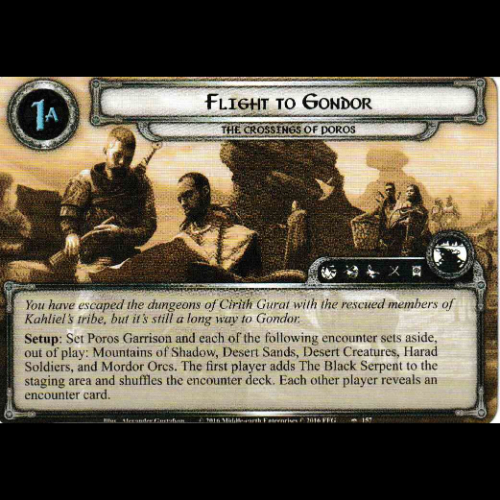 1A
FLIGHT TO GONDOR
THE CROSSINGS OF POROS
You have escaped the dungeons of Cirith Gurat with the rescued members of
Kahliel's tribe, but it's still a long way to Gondor.
Setup: Set Poros Garrison and each of the following encounter sets aside,
out of play: Mountains of Shadow, Desert Sands, Desert Creatures, Harad
Soldiers, and Mordor Orcs. The first player adds The Black Serpent to the
staging area and shuffles the encounter deck. Each other player reveals an
encounter card.
Illus. Alexandr © 2016 Middle-earth Enterprises © 2016 FFG 157